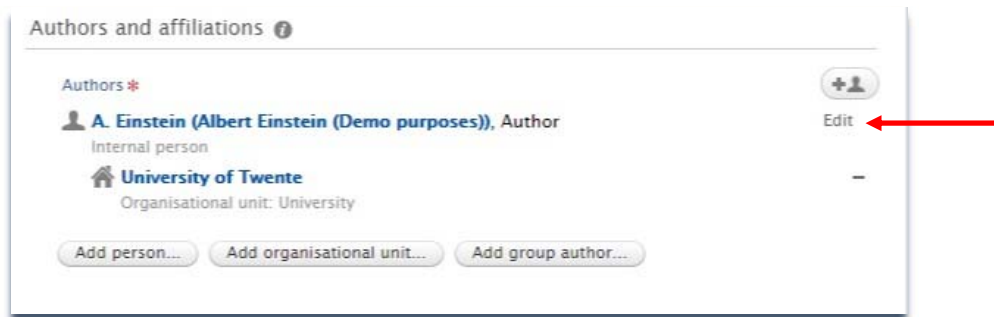 Authors and affiliations i
Authors *
A. Einstein (Albert Einstein (Demo purposes)), Author Edit
Internal person
University of Twente –
Organisational unit: University
Add person... Add organisational unit... Add group author...